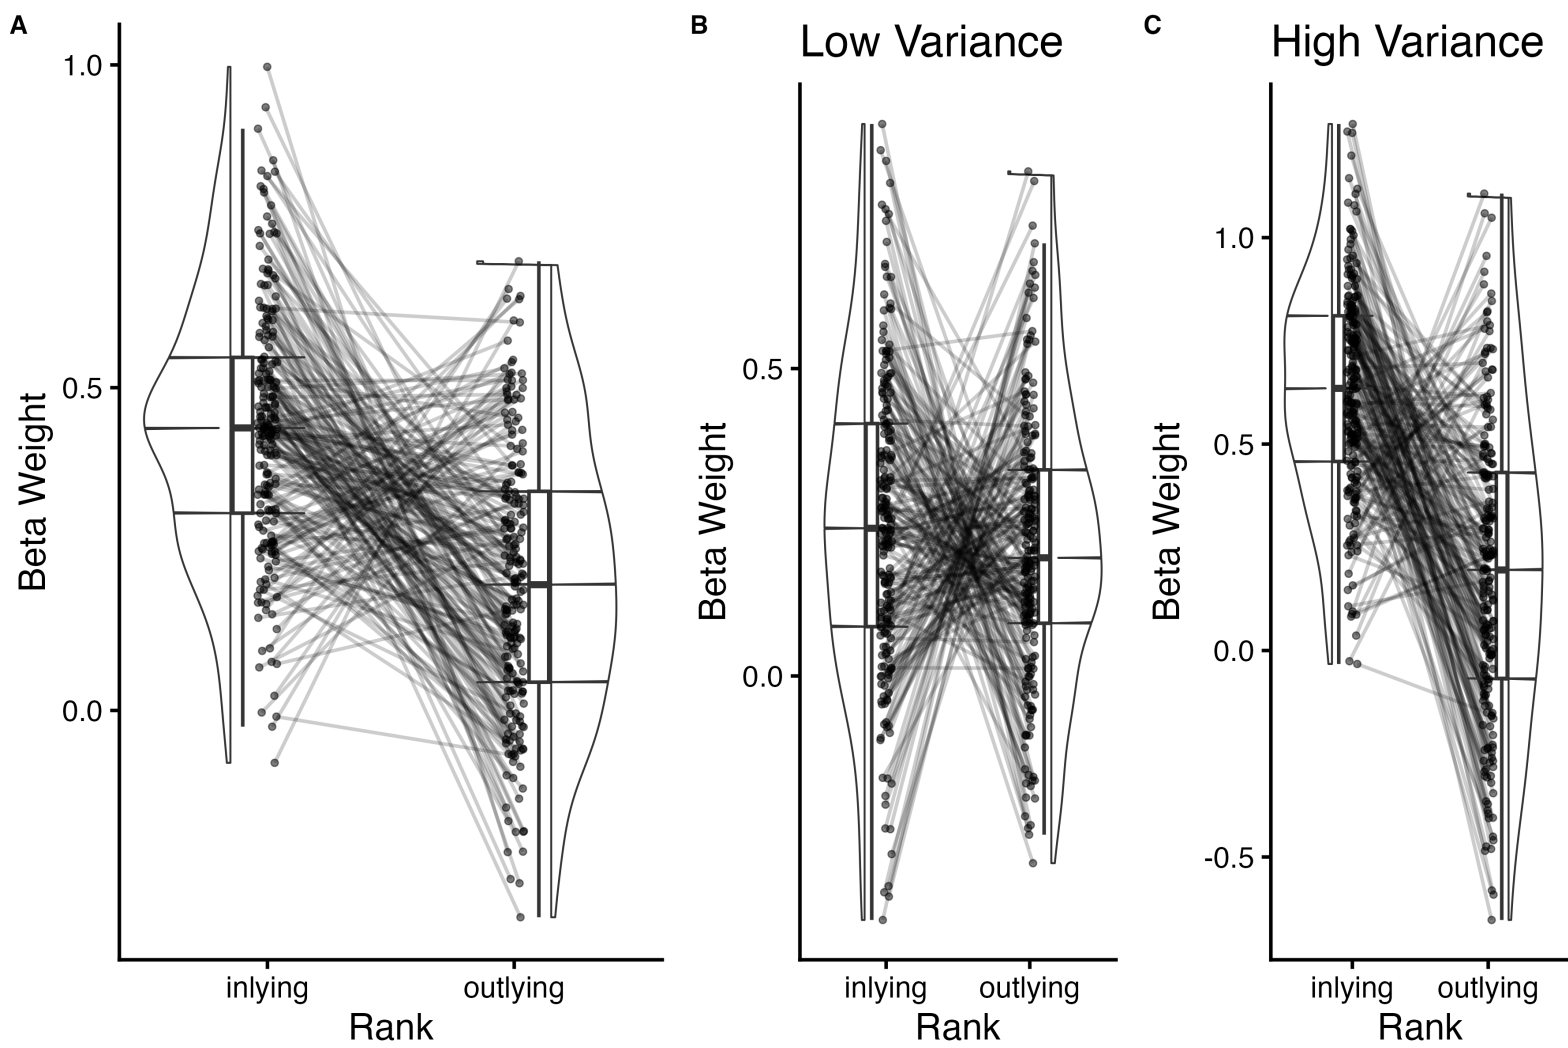 A
1.0
0.5
0.0
Beta Weight
inlying outlying
Rank
B
Low Variance
0.5
0.0
Beta Weight
inlying outlying
Rank
C
High Variance
1.0
0.5
0.0
-0.5
Beta Weight
inlying outlying
Rank